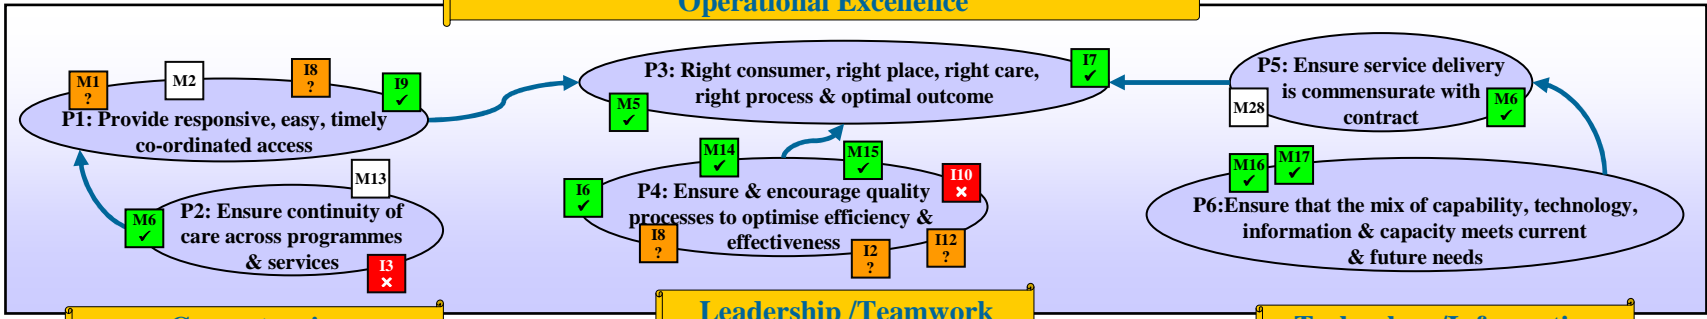 Operational Excellence
M1
?
M2
I8
?
I9
✓
P1: Provide responsive, easy, timely
co-ordinated access
M13
M6
✓
P2: Ensure continuity of
care across programmes
& services
I3
×
P3: Right consumer, right place, right care,
right process & optimal outcome
I7
✓
M5
✓
M14
✓
M15
✓
I10
×
I6
✓
P4: Ensure & encourage quality
processes to optimise efficiency &
effectiveness
I8
?
I2
?
I12
?
P5: Ensure service delivery
is commensurate with
contract
M28
M6
✓
M16
✓
M17
✓
P6:Ensure that the mix of capability, technology,
information & capacity meets current
& future needs
Leadership /Teamwork